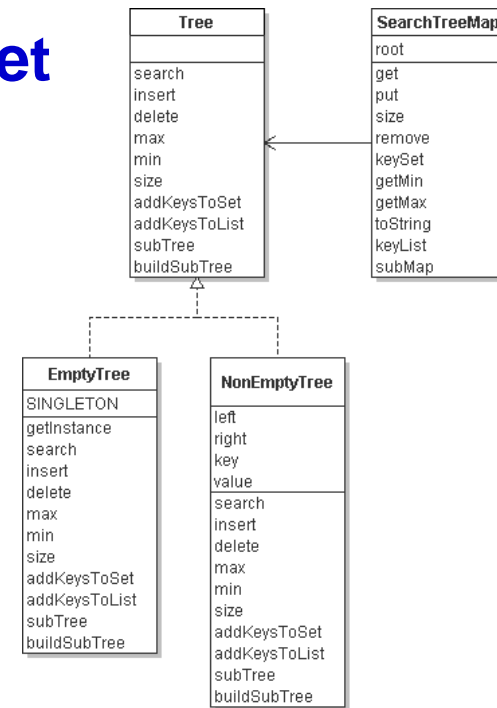 et
Tree
search
insert
delete
max
min
size
addKeysToSet
addKeysToList
subTree
buildSubTree
SearchTreeMap
root
get
put
size
remove
keySet
getMin
getMax
toString
keyList
subMap
EmptyTree
SINGLETON
getInstance
search
insert
delete
max
min
size
addKeysToSet
addKeysToList
subTree
buildSubTree
NonEmptyTree
left
right
key
value
search
insert
delete
max
min
size
addKeysToSet
addKeysToList
subTree
buildSubTree